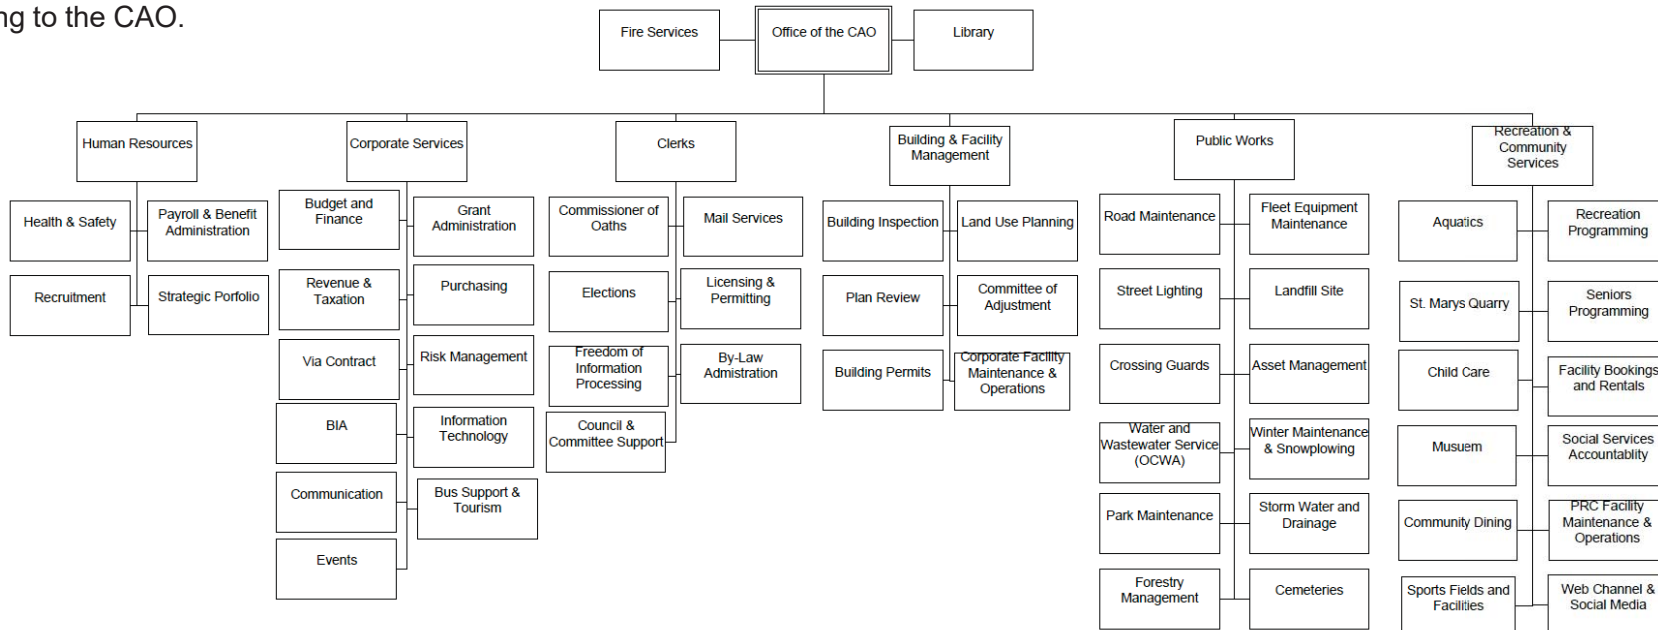 ng to the CAO.
Fire Services
Office of the CAO
Library
Human Resources
Corporate Services
Clerks
Building & Facility
Management
Public Works
Recreation &
Community
Services
Health & Safety
Payroll & Benefit
Administration
Recruitment
Strategic Porfolio
Budget and
Finance
Grant
Administration
Revenue &
Taxation
Purchasing
Via Contract
Risk Management
BIA
Information
Technology
Communication
Bus Support &
Tourism
Events
Commissioner of
Oaths
Mail Services
Elections
Licensing &
Permitting
Freedom of
Information
Processing
By-Law
Admistration
Council &
Committee Support
Building Inspection
Land Use Planning
Plan Review
Committee of
Adjustment
Building Permits
Corporate Facility
Maintenance &
Operations
Road Maintenance
Fleet Equipment
Maintenance
Street Lighting
Landfill Site
Crossing Guards
Asset Management
Water and
Wastewater Service
(OCWA)
Winter Maintenance
& Snowplowing
Park Maintenance
Storm Water and
Drainage
Forestry
Management
Cemeteries
Aquatics
Recreation
Programming
St. Marys Quarry
Seniors
Programming
Child Care
Facility Bookings
and Rentals
Musuem
Social Services
Accountablity
Community Dining
PRC Facility
Maintenance &
Operations
Sports Fields and
Facilities
Web Channel &
Social Media